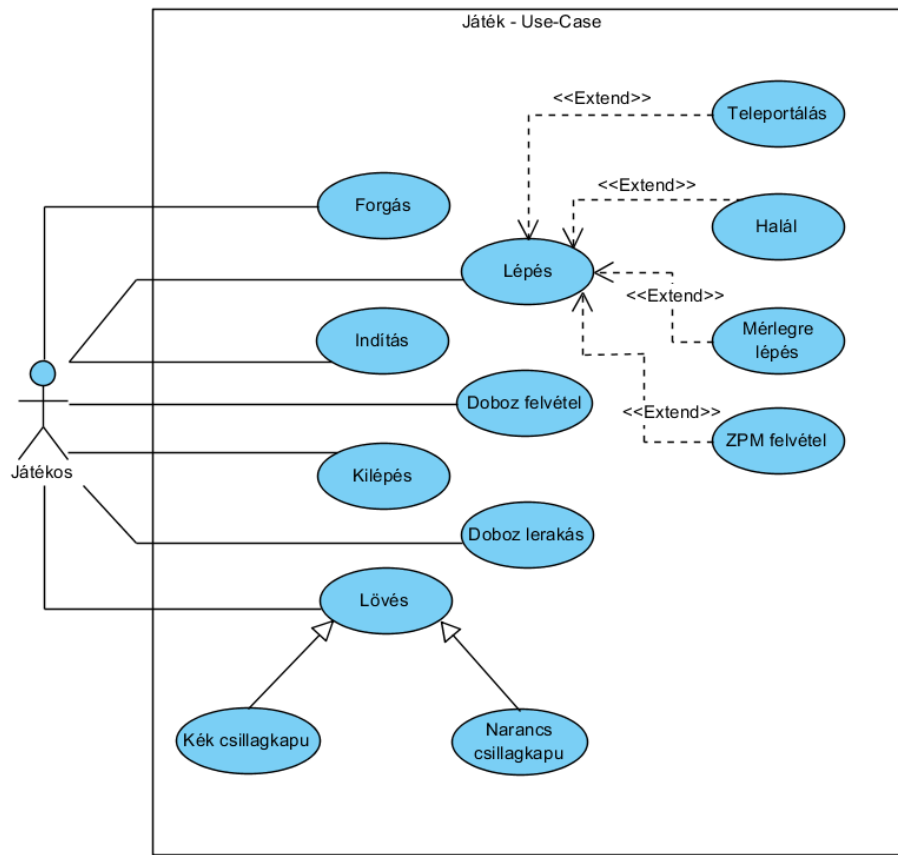 Játék - Use-Case
<<Extend>>
Teleportálás
<<Extend>>
Forgás
Halál
Lépés
<<Extend>>
Indítás
Mérlegre
lépés
Doboz felvétel
<<Extend>>
ZPM felvétel
Játékos
Kilépés
Doboz lerakás
Lövés
Kék csillagkapu
Narancs
csillagkapu